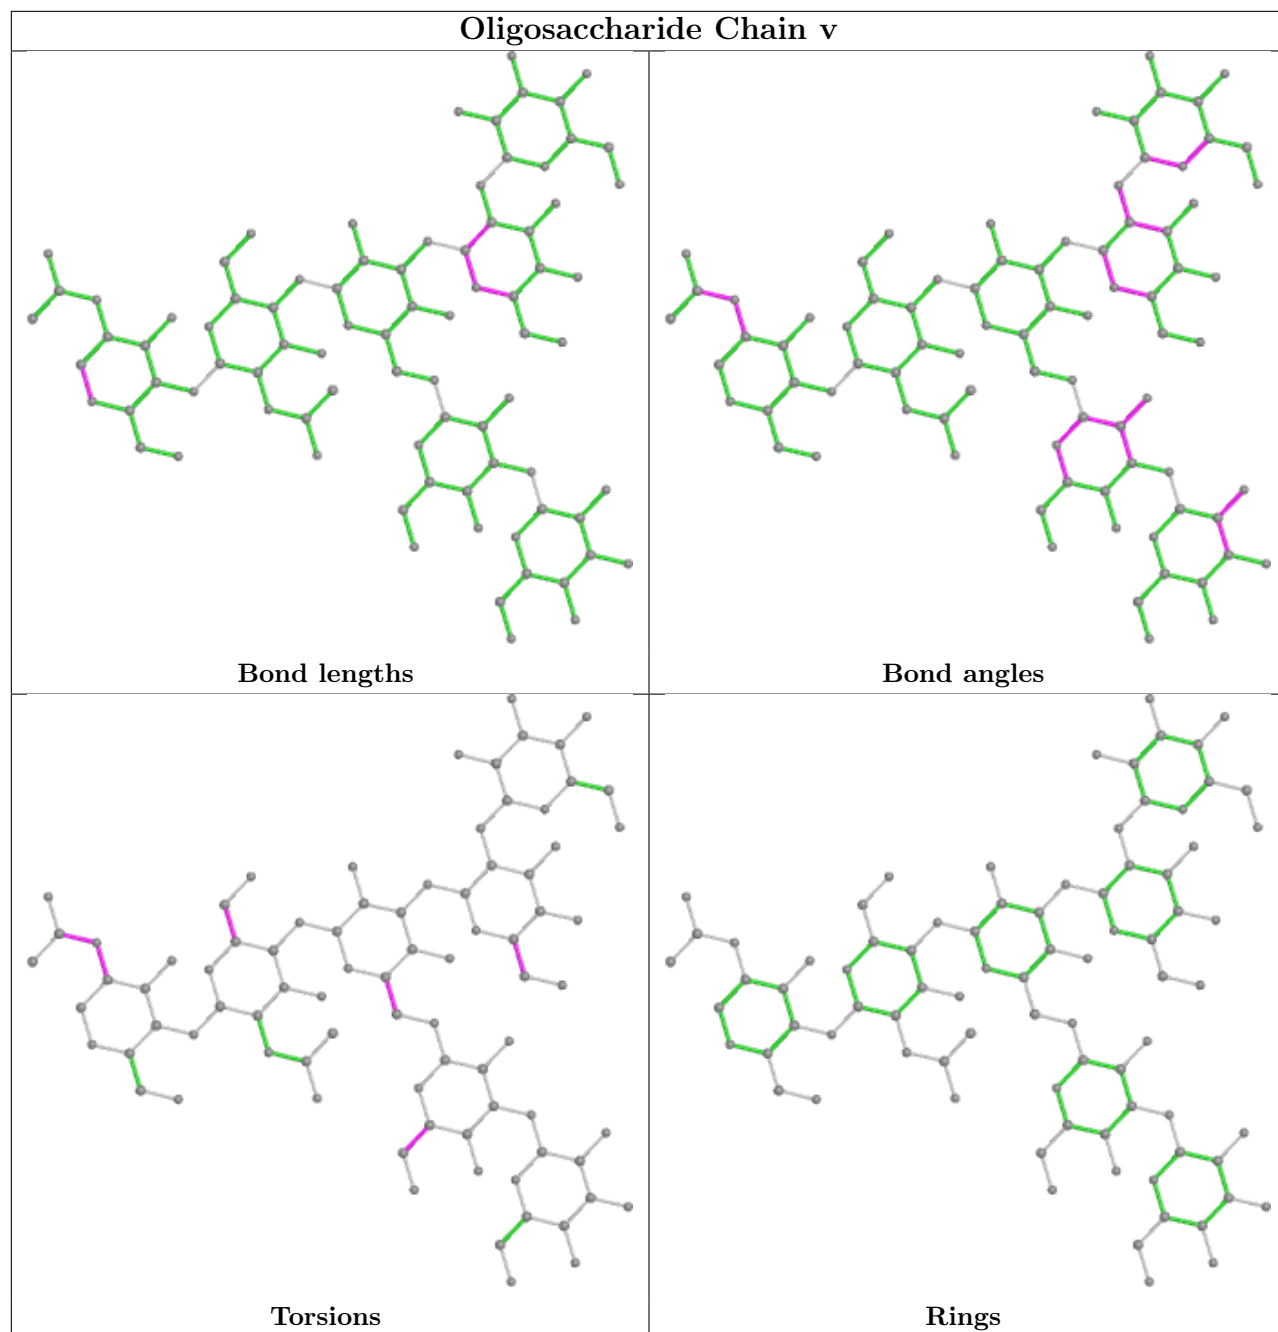 Oligosaccharide Chain v
Bond lengths
Bond angles
Torsions
Rings